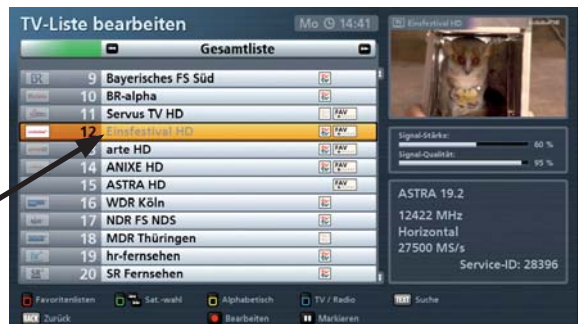 TV-Liste bearbeiten
Mo 14:41
Einsfestival HD
Gesamtliste
BR 9 Bayerisches FS Süd
10 BR-alpha
11 Servus TV HD FAV
12 Einsfestival HD
13 arte HD FAV
14 ANIXE HD FAV
15 ASTRA HD FAV
16 WDR Köln
17 NDR FS NDS
18 MDR Thüringen
19 hr-fernsehen
20 SR Fernsehen
Signal-Stärke:
60 %
Signal-Qualität:
95 %
ASTRA 19.2
12422 MHz
Horizontal
27500 MS/s
Service-ID: 28396
Favoritenlisten Sat.-wahl Alphabetisch TV / Radio TEXT Suche
BACK Zurück Bearbeiten Markieren